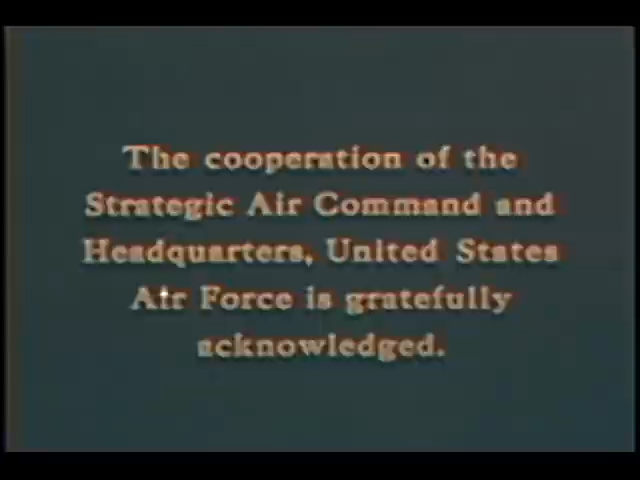 The cooperation of the
Strategic Air Command and
Headquarters, United States
Air Force is gratefully
acknowledged.